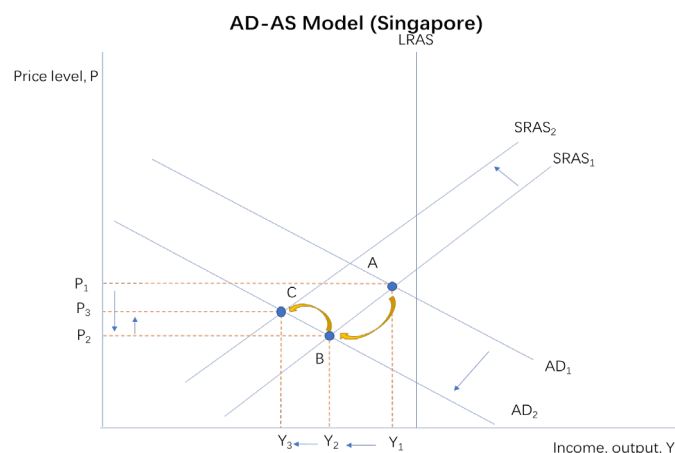 AD-AS Model (Singapore)
LRAS
Price level, P
SRAS₂
SRAS₁
A
P₁
C
P₃
P₂
B
AD₁
AD₂
Y₃
Y₂
Y₁
Income, output, Y